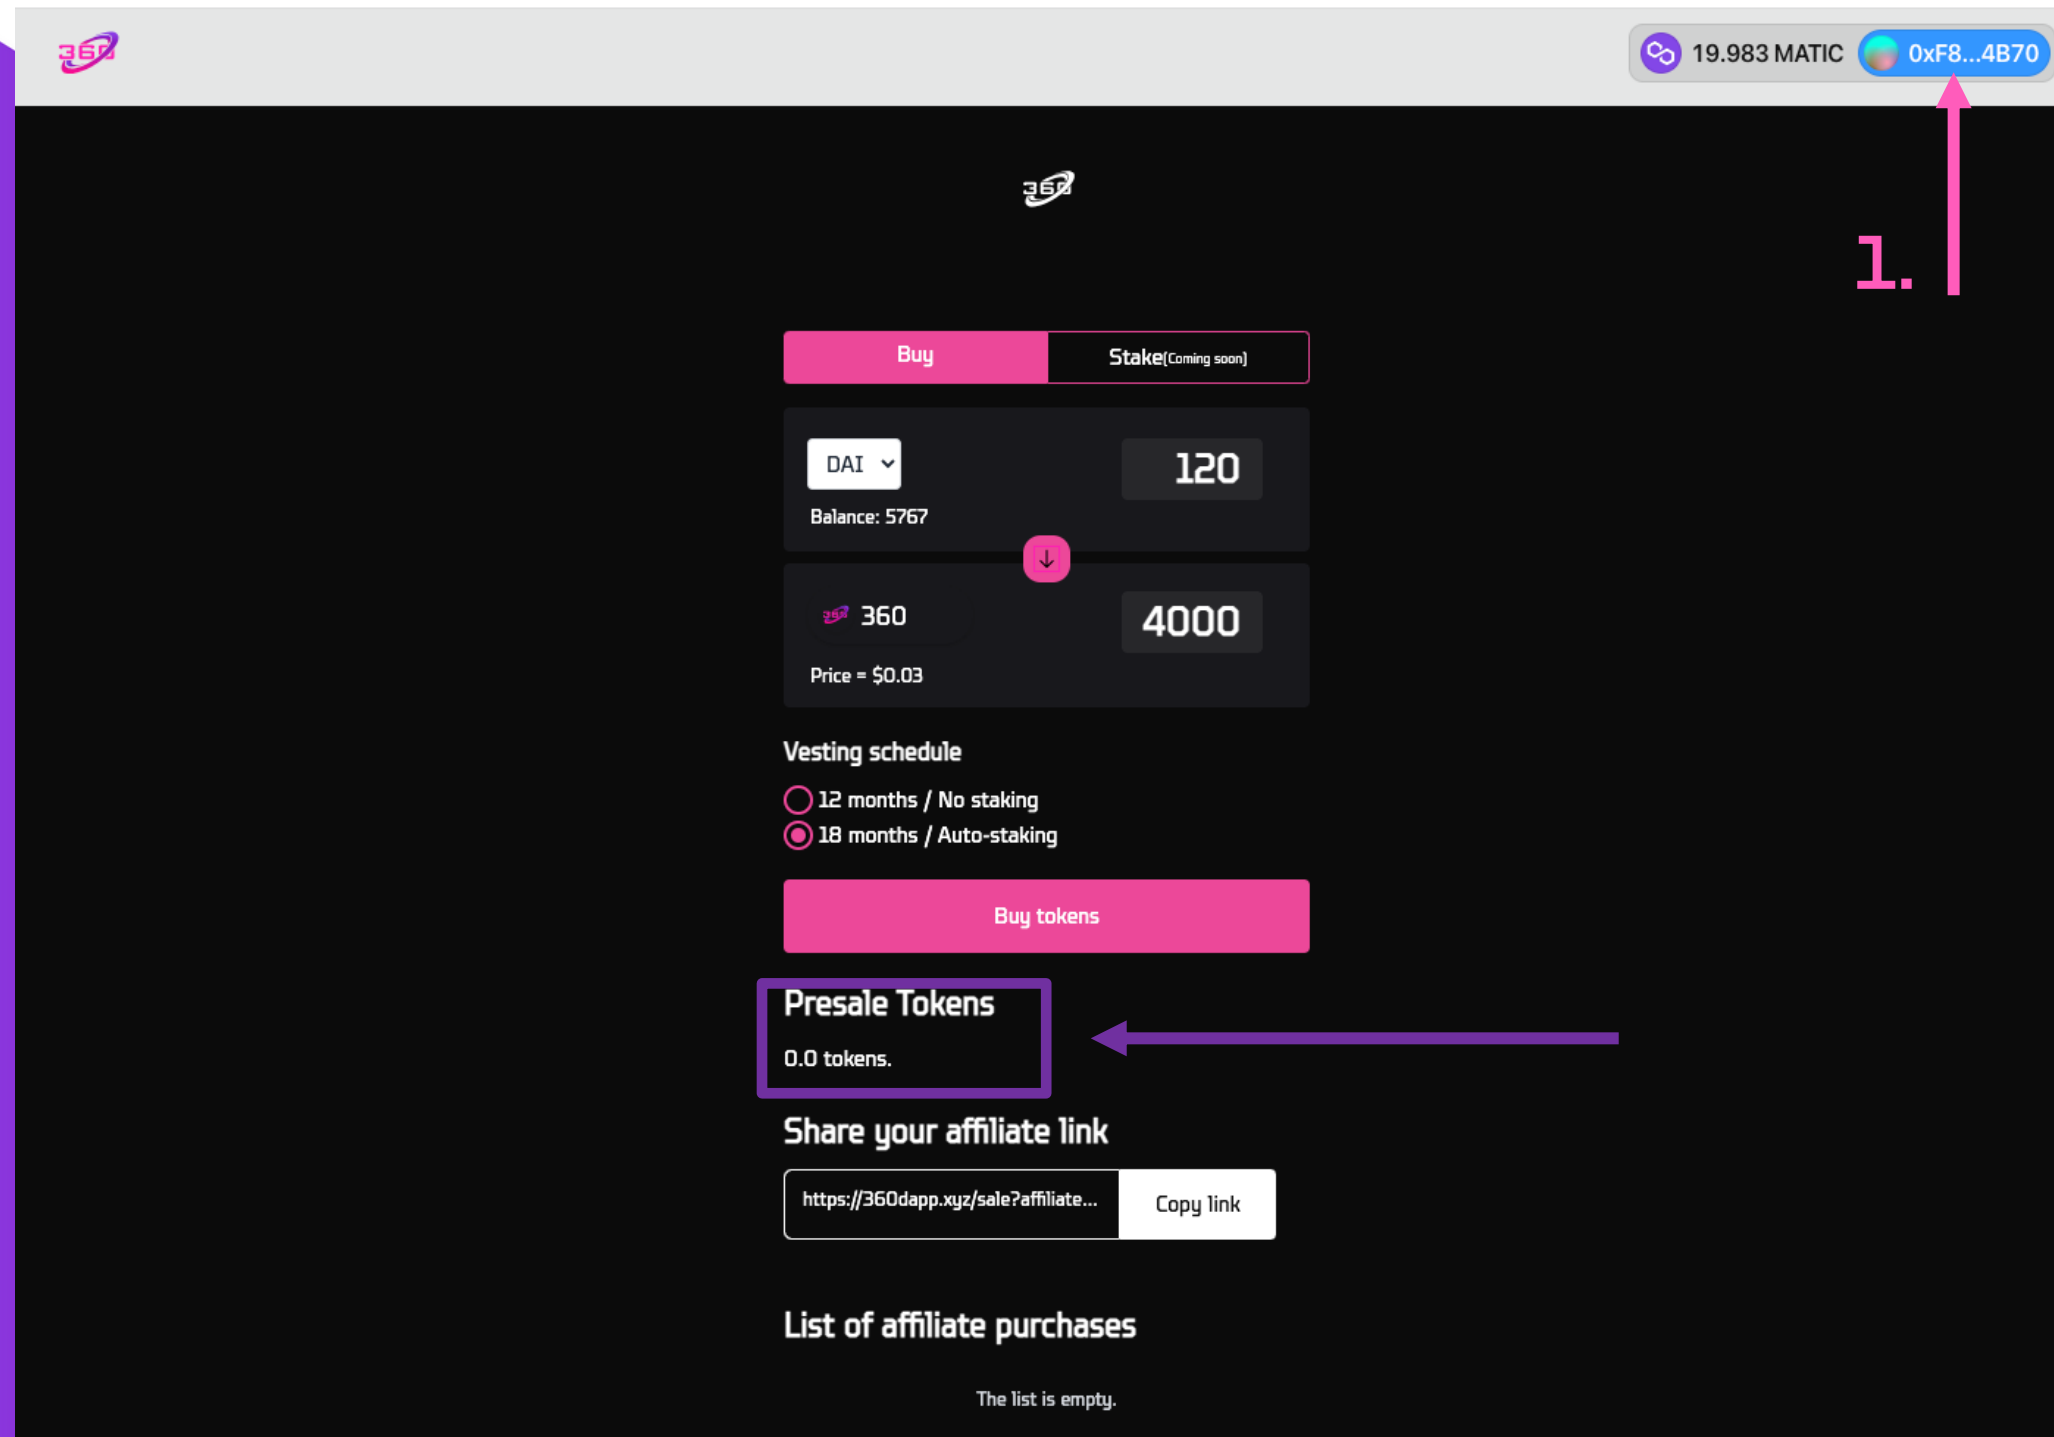 360
19.983 MATIC
0xF8...4B70
360
1.
Buy
Stake(Coming soon)
DAI
120
Balance: 5767
360 360
4000
Price = $0.03
Vesting schedule
12 months / No staking
18 months / Auto-staking
Buy tokens
Presale Tokens
0.0 tokens.
Share your affiliate link
https://360dapp.xyz/sale?affiliate...
Copy link
List of affiliate purchases
The list is empty.